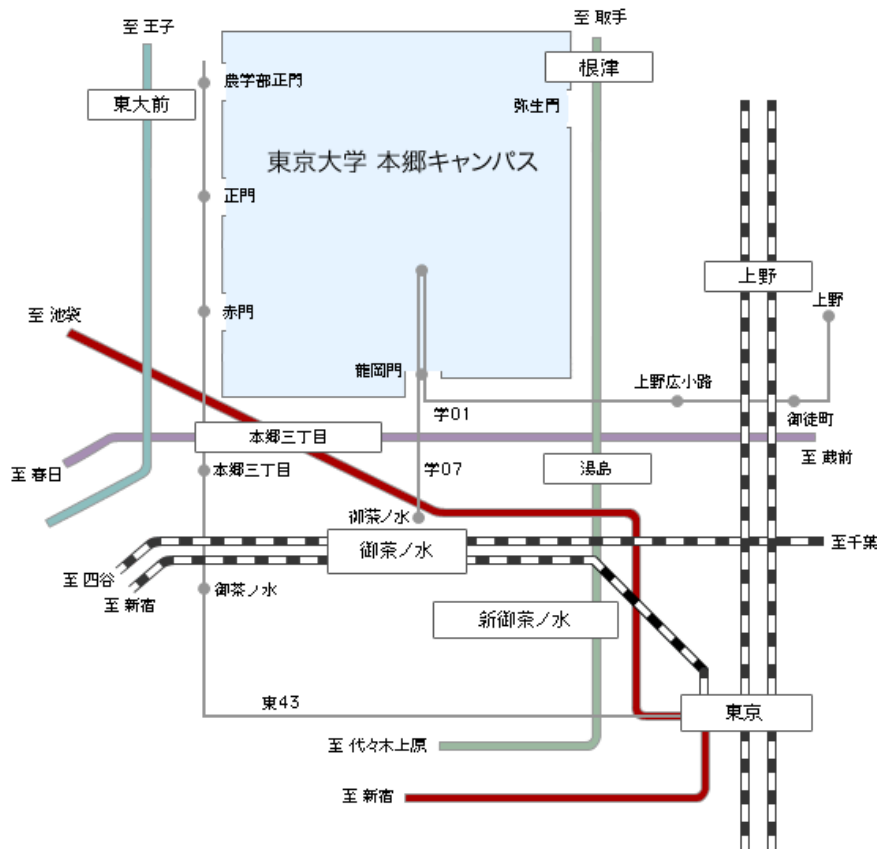 至 王子
至 取手
東大前
農学部正門
根津
弥生門
東京大学 本郷キャンパス
正門
上野
上野
至 池袋
赤門
龍岡門
上野広小路
御徒町
学01
本郷三丁目
至 蔵前
至 春日
本郷三丁目
学07
湯島
御茶ノ水
御茶ノ水
至千葉
至 四谷
至 新宿
御茶ノ水
新御茶ノ水
東43
東京
至 代々木上原
至 新宿